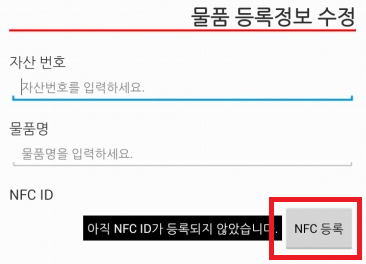 물품 등록정보 수정
자산 번호
자산번호를 입력하세요.
물품명
물품명을 입력하세요.
NFC ID
아직 NFC ID가 등록되지 않았습니다.
NFC 등록